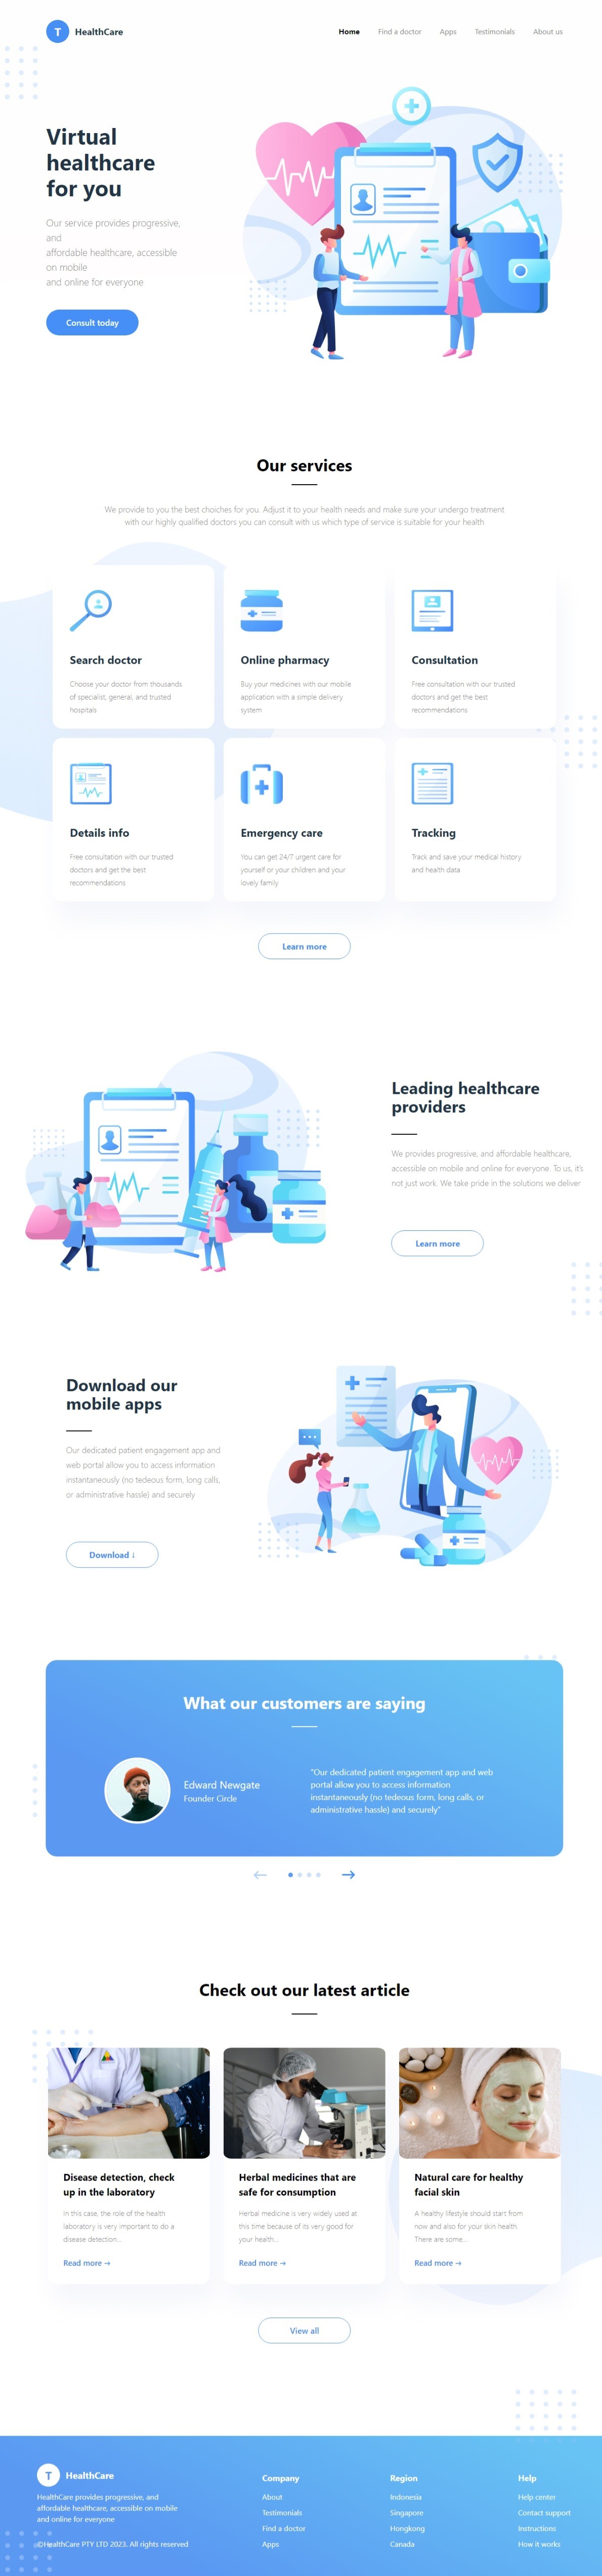 T HealthCare
Home Find a doctor Apps Testimonials About us
Virtual
healthcare
for you
Our service provides progressive,
and
affordable healthcare, accessible
on mobile
and online for everyone
Consult today
Our services
We provide to you the best choiches for you. Adjust it to your health needs and make sure your undergo treatment
with our highly qualified doctors you can consult with us which type of service is suitable for your health
Search doctor
Choose your doctor from thousands
of specialist, general, and trusted
hospitals
Online pharmacy
Buy your medicines with our mobile
application with a simple delivery
system
Consultation
Free consultation with our trusted
doctors and get the best
recommendations
Details info
Free consultation with our trusted
doctors and get the best
recommendations
Emergency care
You can get 24/7 urgent care for
yourself or your children and your
lovely family
Tracking
Track and save your medical history
and health data
Learn more
Leading healthcare
providers
We provides progressive, and affordable healthcare,
accessible on mobile and online for everyone. To us, it's
not just work. We take pride in the solutions we deliver
Learn more
Download our
mobile apps
Our dedicated patient engagement app and
web portal allow you to access information
instantaneously (no tedeous form, long calls,
or administrative hassle) and securely
Download ↓
What our customers are saying
Edward Newgate
Founder Circle
"Our dedicated patient engagement app and web
portal allow you to access information
instantaneously (no tedeous form, long calls, or
administrative hassle) and securely"
← →
Check out our latest article
Disease detection, check
up in the laboratory
In this case, the role of the health
laboratory is very important to do a
disease detection...
Read more →
Herbal medicines that are
safe for consumption
Herbal medicine is very widely used at
this time because of its very good for
your health...
Read more →
Natural care for healthy
facial skin
A healthy lifestyle should start from
now and also for your skin health.
There are some...
Read more →
View all
T HealthCare
HealthCare provides progressive, and
affordable healthcare, accessible on mobile
and online for everyone
©HealthCare PTY LTD 2023. All rights reserved
Company
About
Testimonials
Find a doctor
Apps
Region
Indonesia
Singapore
Hongkong
Canada
Help
Help center
Contact support
Instructions
How it works